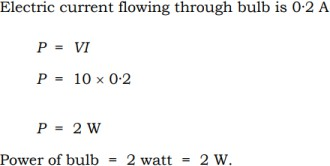 Electric current flowing through bulb is 0·2 A
P = VI
P = 10 × 0·2
P = 2 W
Power of bulb = 2 watt = 2 W.